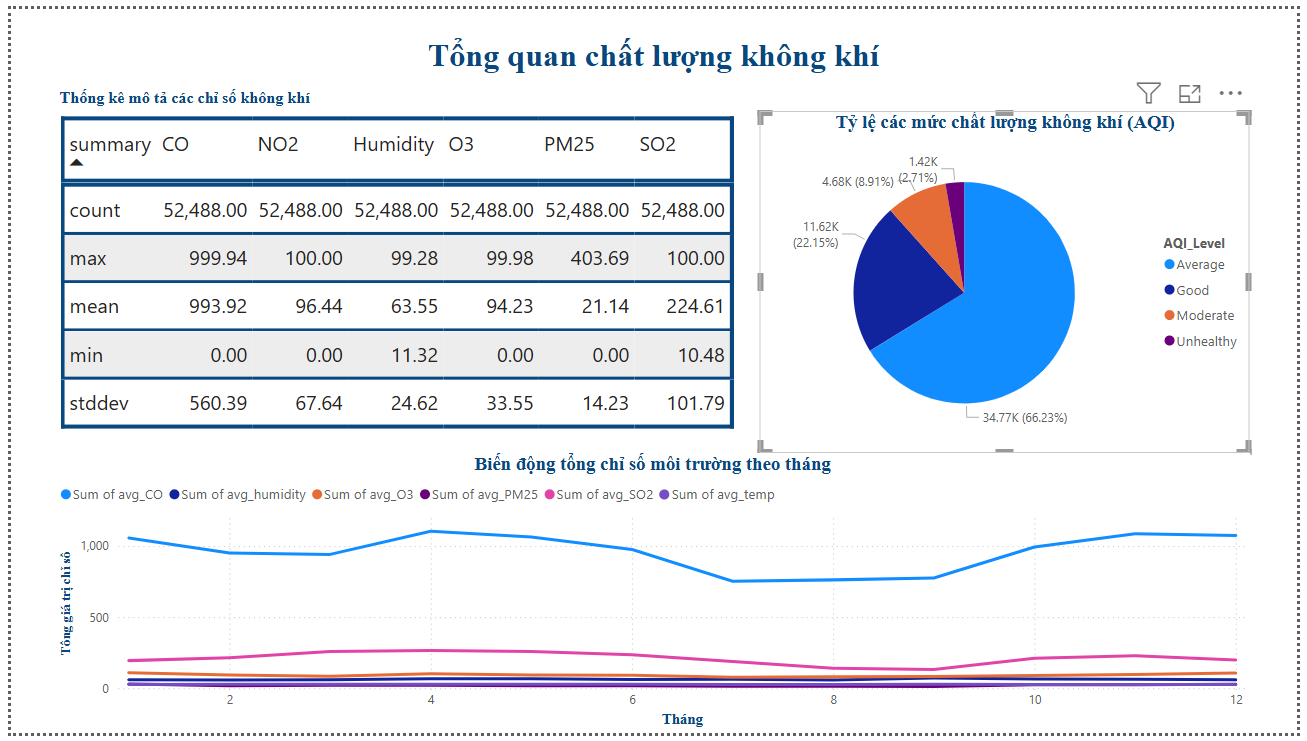 Tổng quan chất lượng không khí
Thống kê mô tả các chỉ số không khí
summary CO NO2 Humidity O3 PM25 SO2
count 52,488.00 52,488.00 52,488.00 52,488.00 52,488.00 52,488.00
max 999.94 100.00 99.28 99.98 403.69 100.00
mean 993.92 96.44 63.55 94.23 21.14 224.61
min 0.00 0.00 11.32 0.00 0.00 10.48
stddev 560.39 67.64 24.62 33.55 14.23 101.79
Tỷ lệ các mức chất lượng không khí (AQI)
1.42K
(2.71%)
4.68K (8.91%)
11.62K
(22.15%)
34.77K (66.23%)
AQI_Level
Average
Good
Moderate
Unhealthy
Biến động tổng chỉ số môi trường theo tháng
Sum of avg_CO Sum of avg_humidity Sum of avg_O3 Sum of avg_PM25 Sum of avg_SO2 Sum of avg_temp
Tổng giá trị chỉ số
1,000
500
0
2 4 6 8 10 12
Tháng